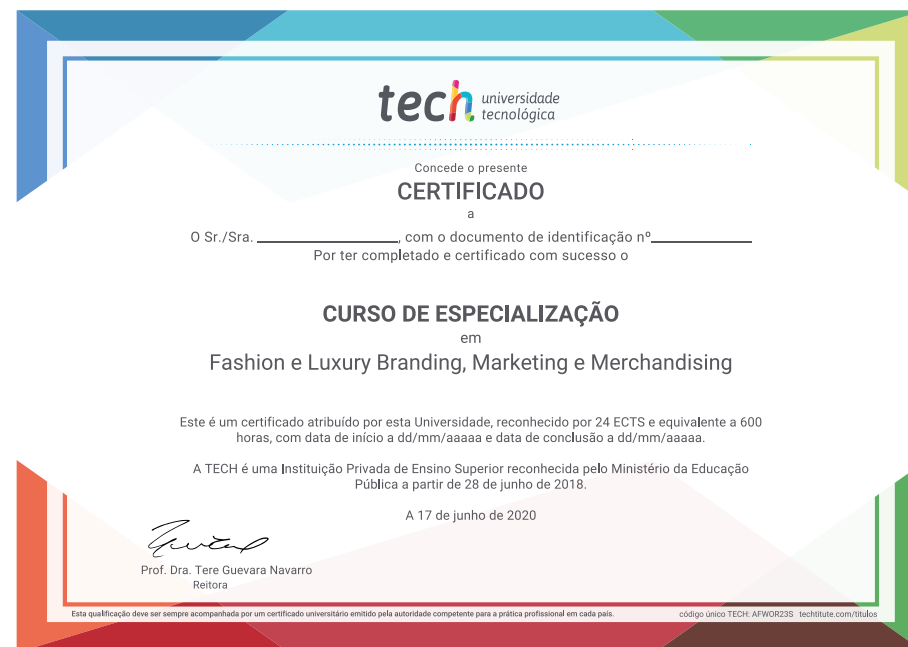 tech universidade
tecnológica
Concede o presente
CERTIFICADO
a
O Sr./Sra. ____________________, com o documento de identificação nº______________
Por ter completado e certificado com sucesso o
CURSO DE ESPECIALIZAÇÃO
em
Fashion e Luxury Branding, Marketing e Merchandising
Este é um certificado atribuído por esta Universidade, reconhecido por 24 ECTS e equivalente a 600
horas, com data de início a dd/mm/aaaaa e data de conclusão a dd/mm/aaaaa.
A TECH é uma Instituição Privada de Ensino Superior reconhecida pelo Ministério da Educação
Pública a partir de 28 de junho de 2018.
A 17 de junho de 2020
Prof. Dra. Tere Guevara Navarro
Reitora
Esta qualificação deve ser sempre acompanhada por um certificado universitário emitido pela autoridade competente para a prática profissional em cada país. código único TECH: AFWOR23S techtitute.com/titulos